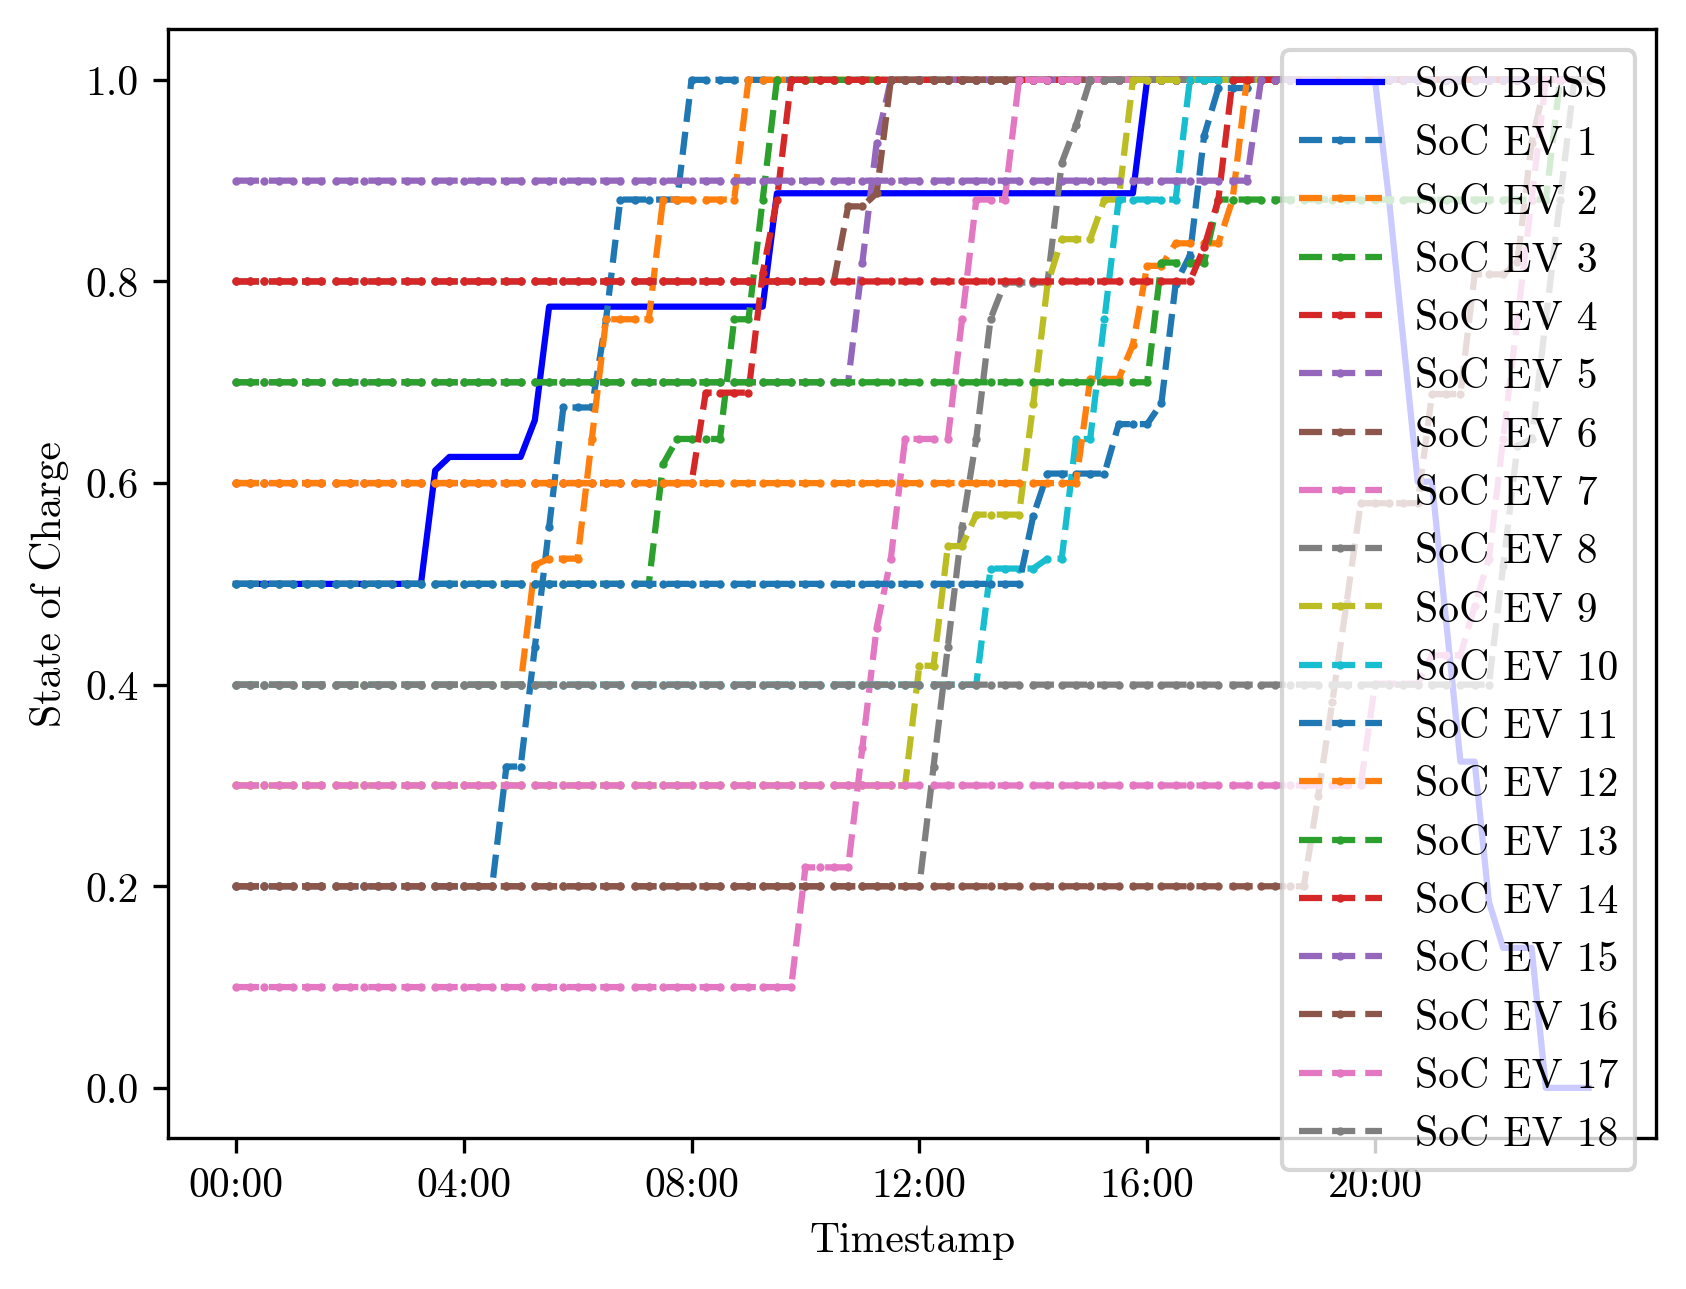 1.0
0.8
0.6
0.4
0.2
0.0
State of Charge
00:00
04:00
08:00
12:00
16:00
20:00
Timestamp
SoC BESS
SoC EV 1
SoC EV 2
SoC EV 3
SoC EV 4
SoC EV 5
SoC EV 6
SoC EV 7
SoC EV 8
SoC EV 9
SoC EV 10
SoC EV 11
SoC EV 12
SoC EV 13
SoC EV 14
SoC EV 15
SoC EV 16
SoC EV 17
SoC EV 18